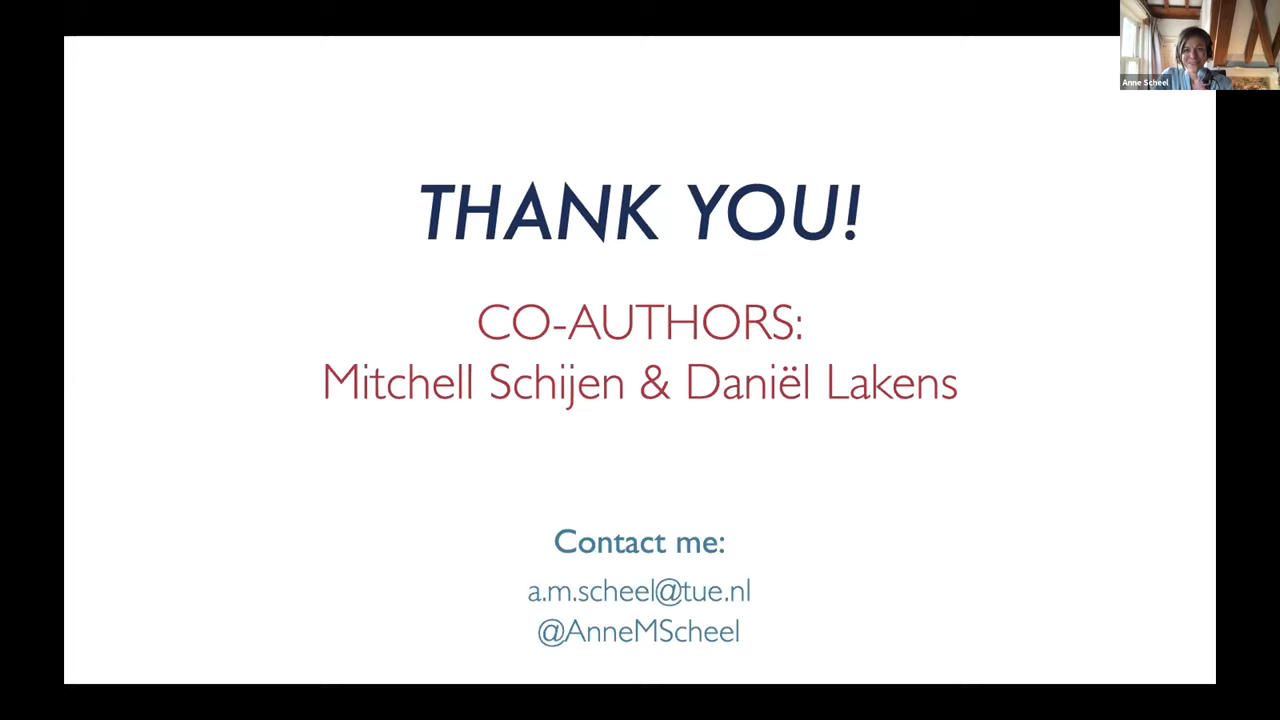 Anne Scheel
THANK YOU!
CO-AUTHORS:
Mitchell Schijen & Daniël Lakens
Contact me:
a.m.scheel@tue.nl
@AnneMScheel